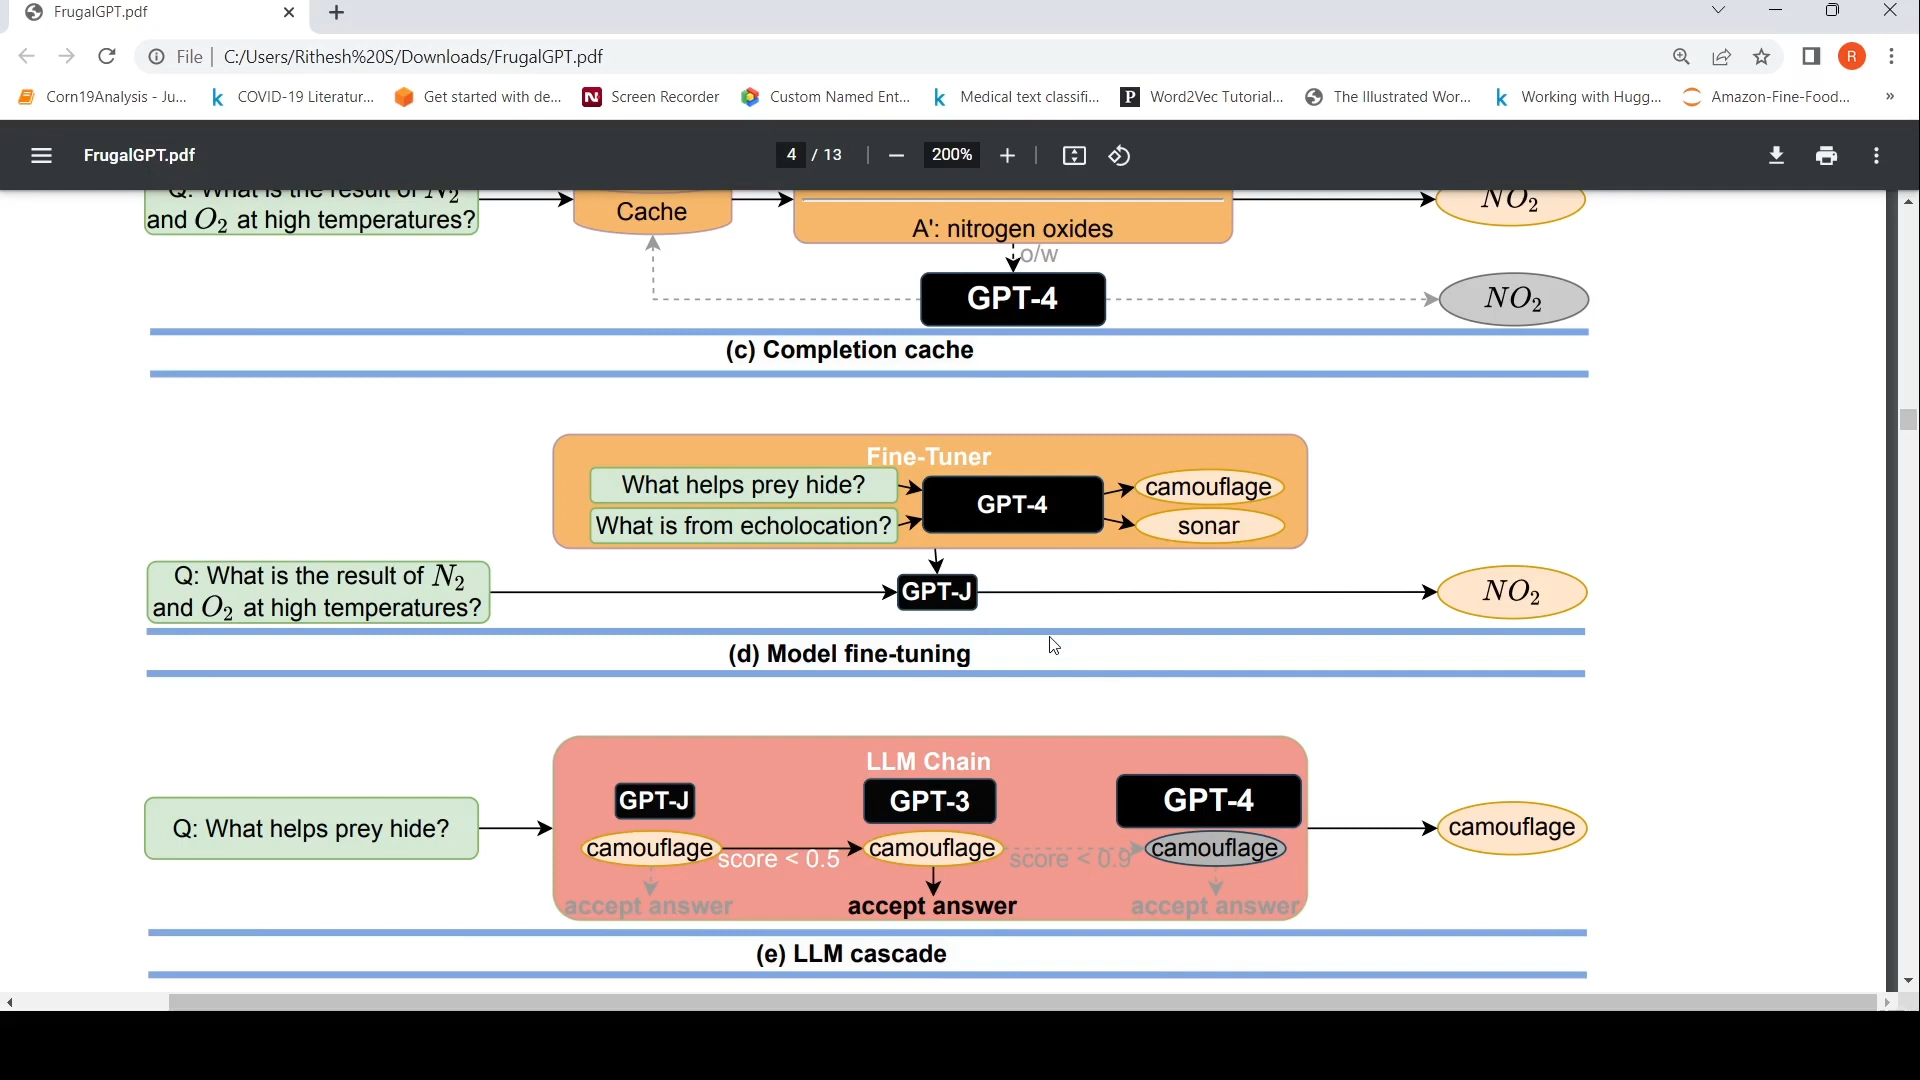 FrugalGPT.pdf
File | C:/Users/Rithesh%20S/Downloads/FrugalGPT.pdf
R
Corn19Analysis - Ju... COVID-19 Literatur... Get started with de... Screen Recorder Custom Named Ent... Medical text classifi... Word2Vec Tutorial... The Illustrated Wor... Working with Hugg... Amazon-Fine-Food... »
FrugalGPT.pdf 4 / 13 200%
Q: What is the result of N2
and O2 at high temperatures?
Cache
A': nitrogen oxides
NO2
o/w
GPT-4
NO2
(c) Completion cache
Fine-Tuner
What helps prey hide?
GPT-4
camouflage
What is from echolocation?
sonar
Q: What is the result of N2
and O2 at high temperatures?
GPT-J
NO2
(d) Model fine-tuning
LLM Chain
GPT-J GPT-3 GPT-4
Q: What helps prey hide?
camouflage score < 0.5 camouflage score < 0.9 camouflage
camouflage
accept answer accept answer accept answer
(e) LLM cascade